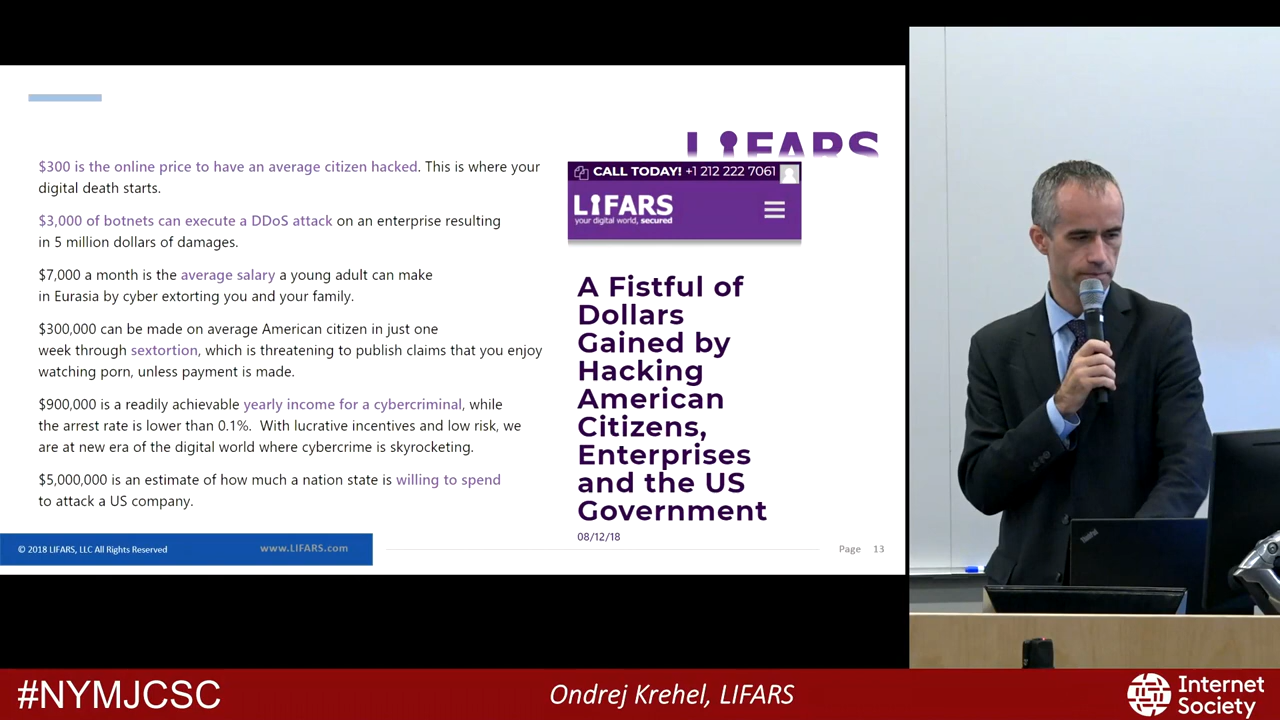 $300 is the online price to have an average citizen hacked. This is where your
digital death starts.
$3,000 of botnets can execute a DDoS attack on an enterprise resulting
in 5 million dollars of damages.
$7,000 a month is the average salary a young adult can make
in Eurasia by cyber extorting you and your family.
$300,000 can be made on average American citizen in just one
week through sextortion, which is threatening to publish claims that you enjoy
watching porn, unless payment is made.
$900,000 is a readily achievable yearly income for a cybercriminal, while
the arrest rate is lower than 0.1%. With lucrative incentives and low risk, we
are at new era of the digital world where cybercrime is skyrocketing.
$5,000,000 is an estimate of how much a nation state is willing to spend
to attack a US company.
LIFARS
CALL TODAY! +1 212 222 7061
LIFARS
your digital world, secured
A Fistful of
Dollars
Gained by
Hacking
American
Citizens,
Enterprises
and the US
Government
08/12/18
© 2018 LIFARS, LLC All Rights Reserved
www.LIFARS.com
Page 13
ThinkPad
#NYMJCSC
Ondrej Krehel, LIFARS
Internet
Society